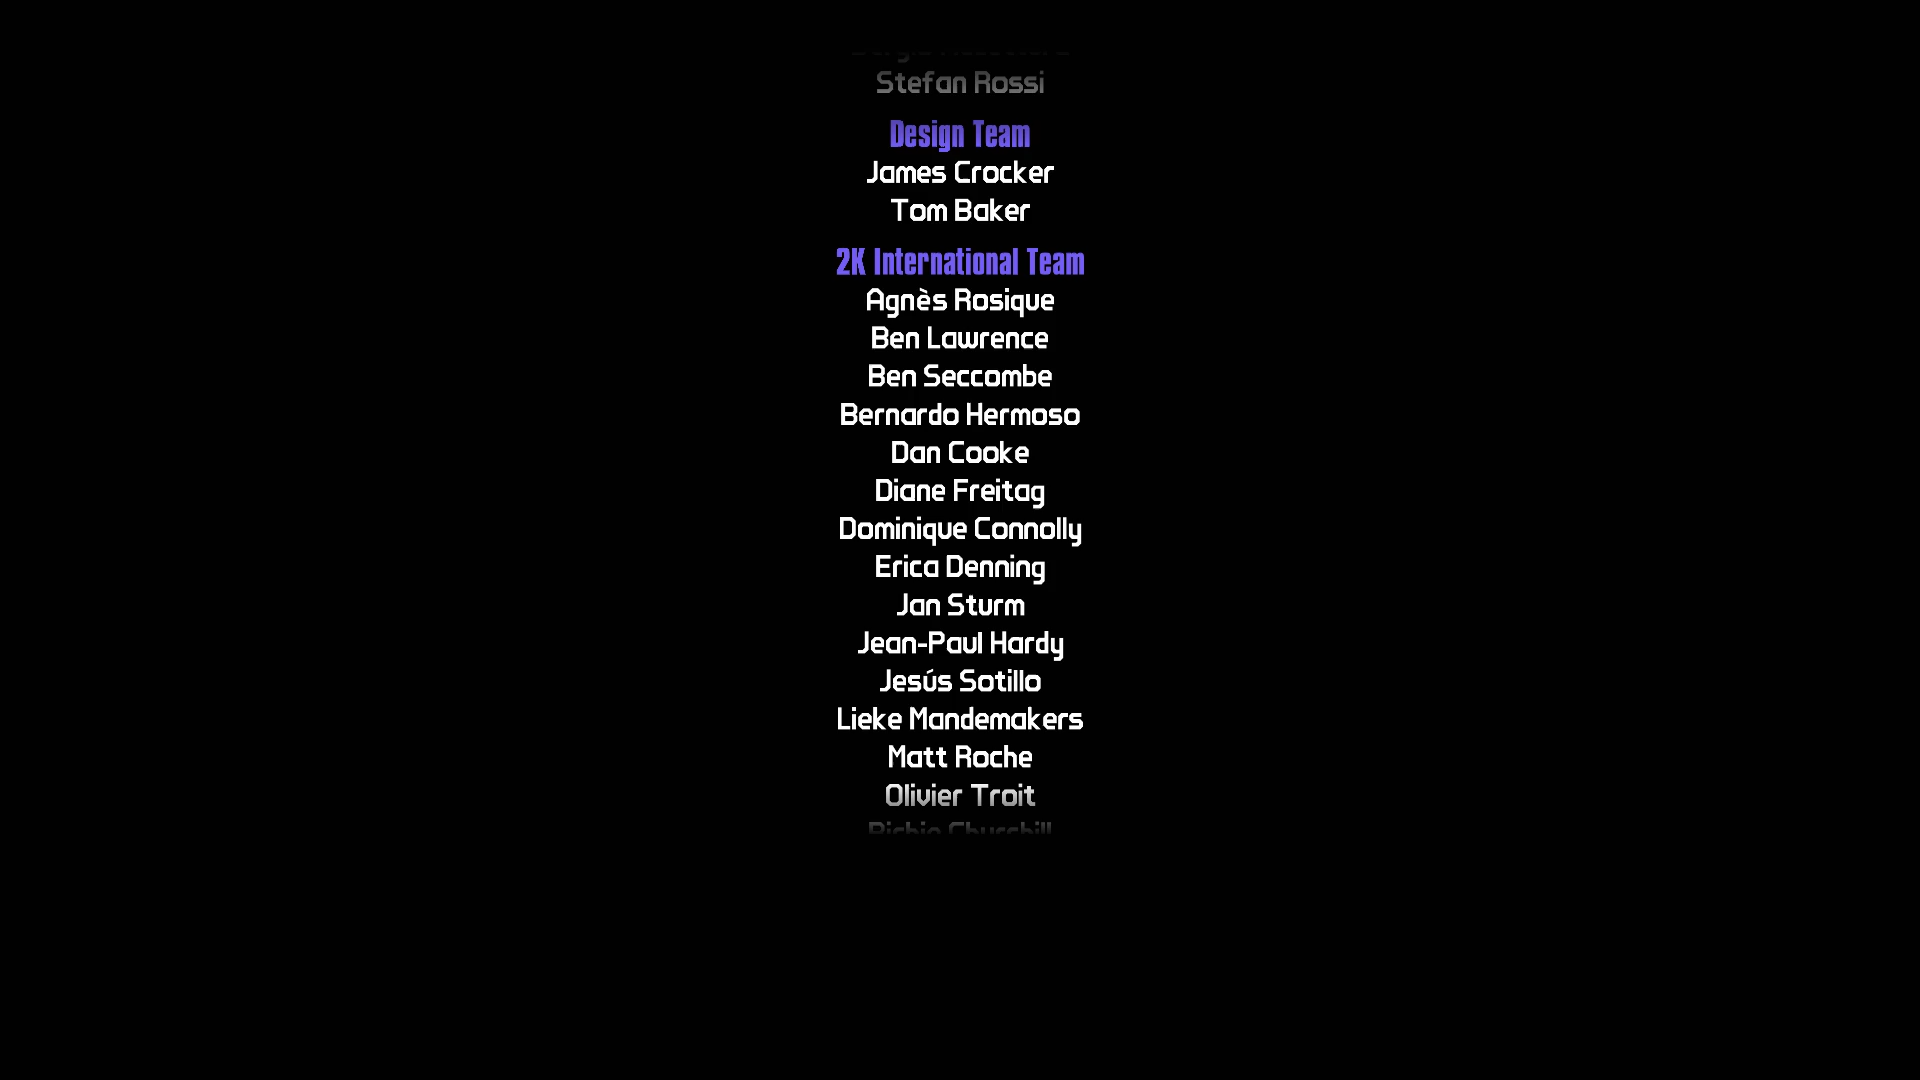 Stefan Rossi
Design Team
James Crocker
Tom Baker
2K International Team
Agnès Rosique
Ben Lawrence
Ben Seccombe
Bernardo Hermoso
Dan Cooke
Diane Freitag
Dominique Connolly
Erica Denning
Jan Sturm
Jean-Paul Hardy
Jesús Sotillo
Lieke Mandemakers
Matt Roche
Olivier Troit
Richie Churchill